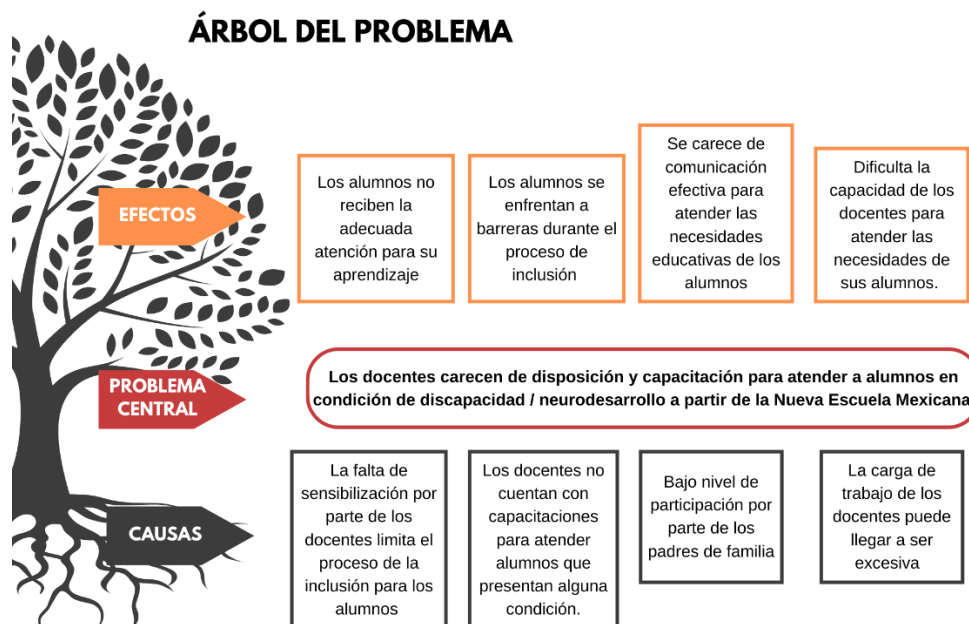 ÁRBOL DEL PROBLEMA
EFECTOS
Los alumnos no
reciben la
adecuada
atención para su
aprendizaje
Los alumnos se
enfrentan a
barreras durante el
proceso de
inclusión
Se carece de
comunicación
efectiva para
atender las
necesidades
educativas de los
alumnos
Dificulta la
capacidad de los
docentes para
atender las
necesidades de
sus alumnos.
PROBLEMA
CENTRAL
Los docentes carecen de disposición y capacitación para atender a alumnos en
condición de discapacidad / neurodesarrollo a partir de la Nueva Escuela Mexicana
CAUSAS
La falta de
sensibilización por
parte de los
docentes limita el
proceso de la
inclusión para los
alumnos
Los docentes no
cuentan con
capacitaciones
para atender
alumnos que
presentan alguna
condición.
Bajo nivel de
participación por
parte de los
padres de familia
La carga de
trabajo de los
docentes puede
llegar a ser
excesiva